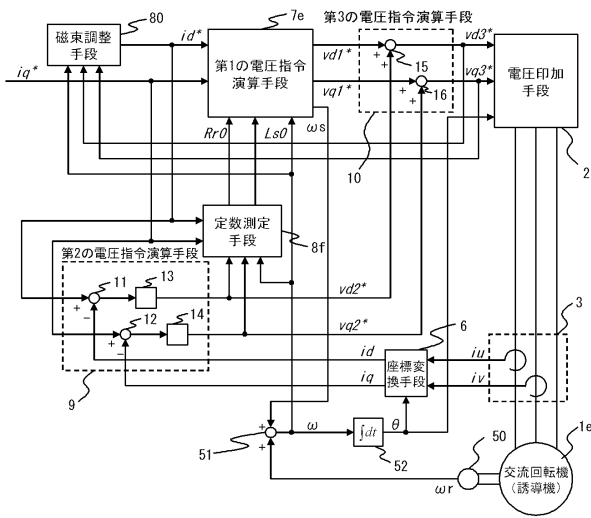 80
7e
第3の電圧指令演算手段
磁束調整
手段
id*
第1の電圧指令
演算手段
vd1*
+
+
15
vd3*
電圧印加
手段
iq*
vq1*
+
+
16
vq3*
ωs
Rr0
Ls0
10
2
定数測定
手段
8f
第2の電圧指令演算手段
11
13
+
−
vd2*
12
14
+
−
vq2*
3
6
id
iq
座標変
換手段
iu
iv
9
1e
+
+
51
ω
∫dt
52
θ
50
ωr
交流回転機
(誘導機)